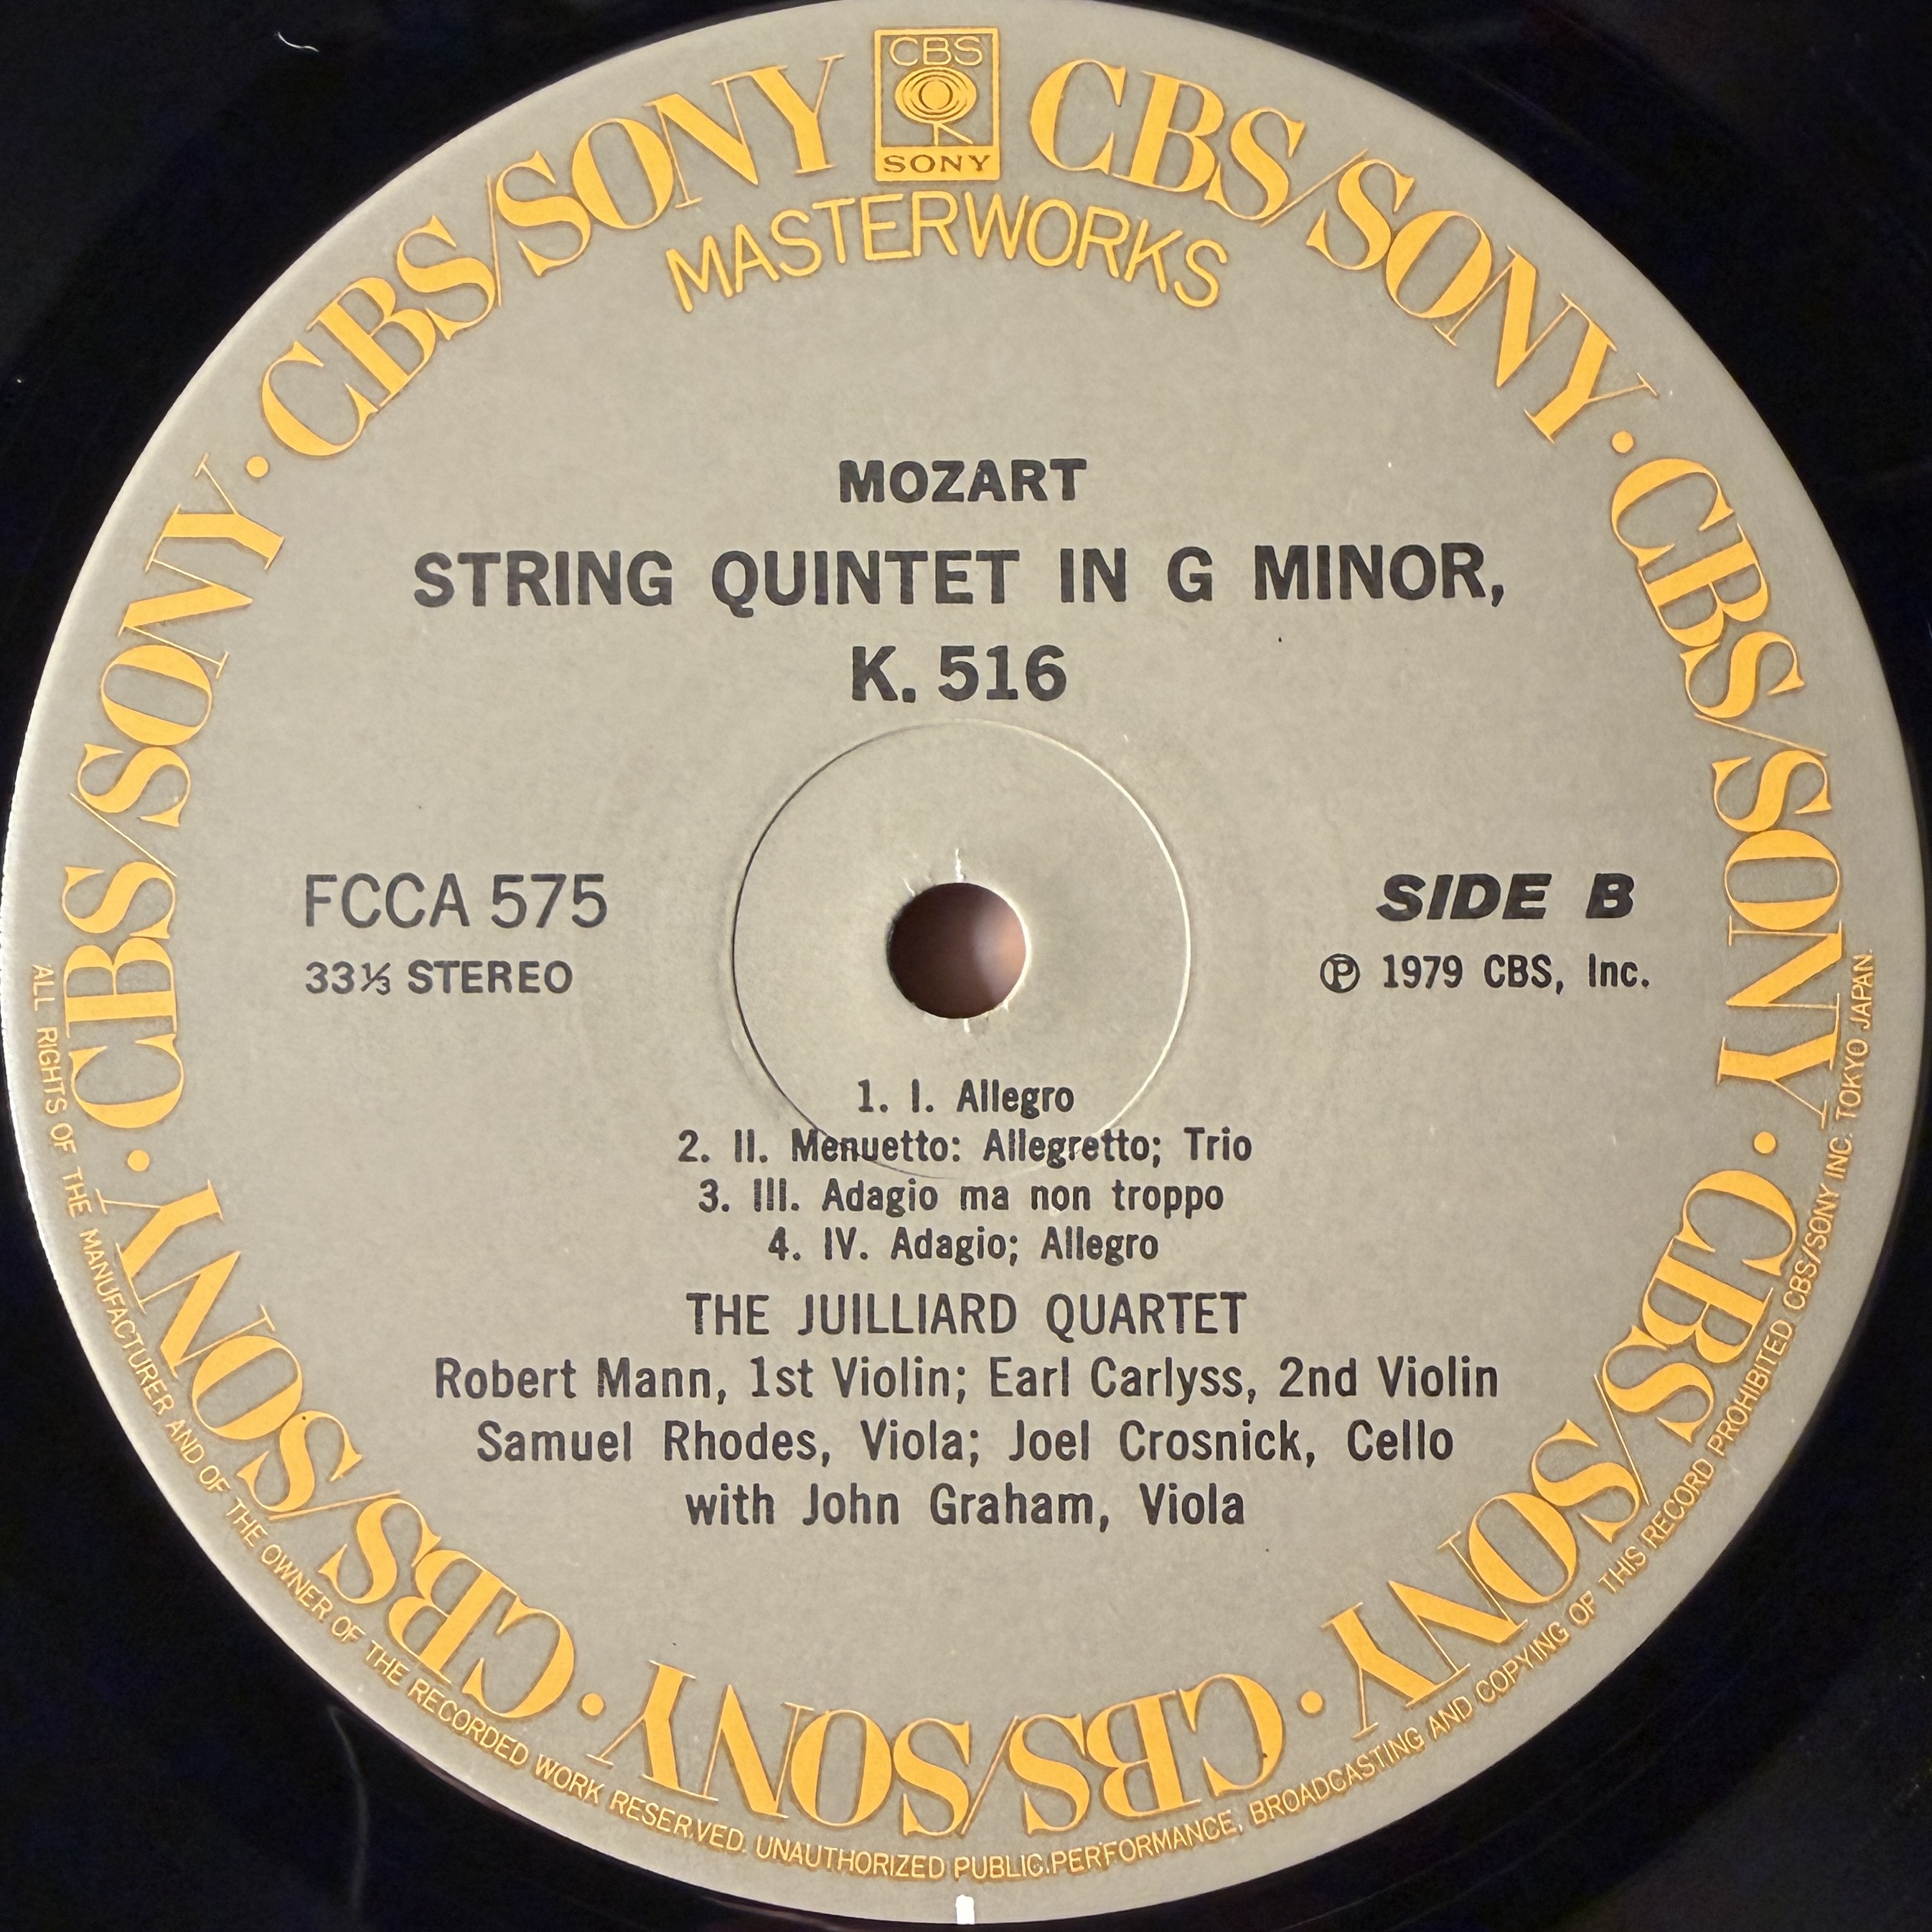 CBS
SONY
CBS/SONY · CBS/SONY · CBS/SONY · CBS/SONY · CBS/SONY · CBS/SONY · CBS/SONY
MASTERWORKS
MOZART
STRING QUINTET IN G MINOR,
K. 516
FCCA 575
33⅓ STEREO
SIDE B
℗ 1979 CBS, Inc.
1. I. Allegro
2. II. Menuetto: Allegretto; Trio
3. III. Adagio ma non troppo
4. IV. Adagio; Allegro
THE JUILLIARD QUARTET
Robert Mann, 1st Violin; Earl Carlyss, 2nd Violin
Samuel Rhodes, Viola; Joel Crosnick, Cello
with John Graham, Viola
ALL RIGHTS OF THE MANUFACTURER AND OF THE OWNER OF THE RECORDED WORK RESERVED. UNAUTHORIZED PUBLIC.PERFORMANCE, BROADCASTING AND COPYING OF THIS RECORD PROHIBITED CBS/SONY INC. TOKYO JAPAN.